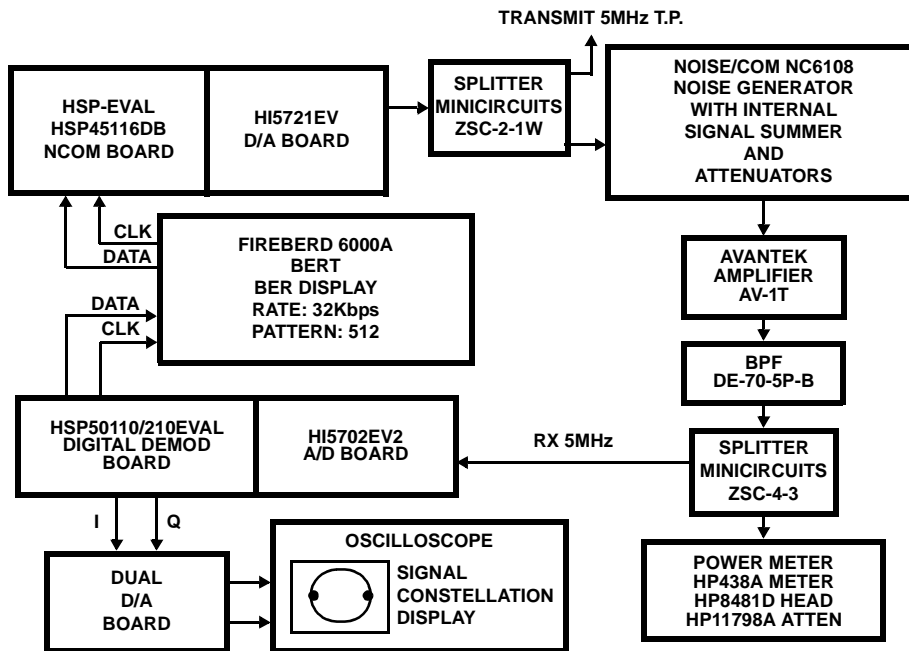 TRANSMIT 5MHz T.P.
HSP-EVAL
HSP45116DB
NCOM BOARD
HI5721EV
D/A BOARD
SPLITTER
MINICIRCUITS
ZSC-2-1W
NOISE/COM NC6108
NOISE GENERATOR
WITH INTERNAL
SIGNAL SUMMER
AND
ATTENUATORS
CLK
DATA
FIREBERD 6000A
BERT
BER DISPLAY
RATE: 32Kbps
PATTERN: 512
DATA
CLK
AVANTEK
AMPLIFIER
AV-1T
BPF
DE-70-5P-B
HSP50110/210EVAL
DIGITAL DEMOD
BOARD
HI5702EV2
A/D BOARD
RX 5MHz
SPLITTER
MINICIRCUITS
ZSC-4-3
I
Q
DUAL
D/A
BOARD
OSCILLOSCOPE
SIGNAL
CONSTELLATION
DISPLAY
POWER METER
HP438A METER
HP8481D HEAD
HP11798A ATTEN